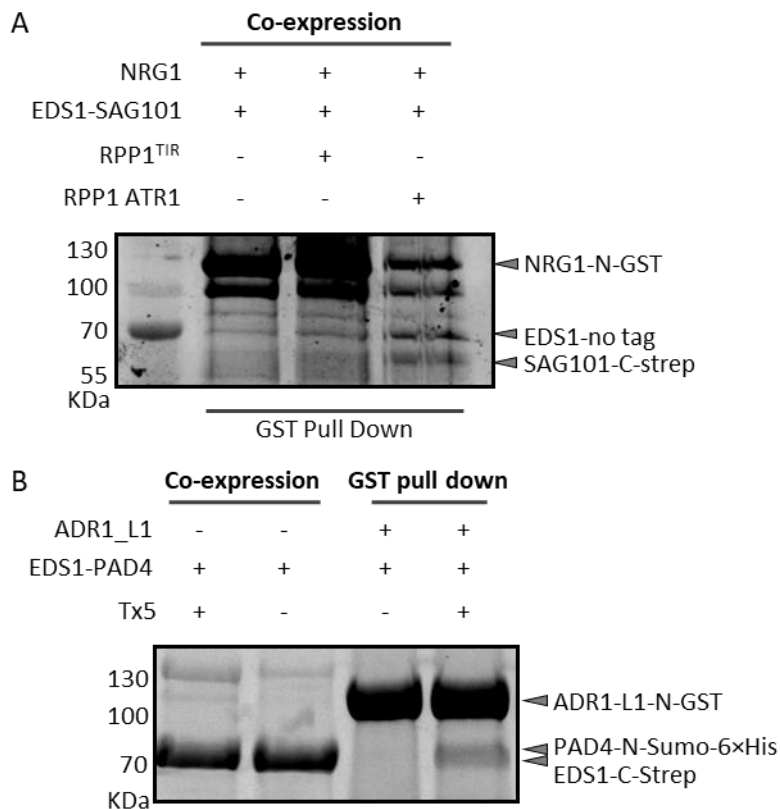 A
Co-expression
NRG1 + + +
EDS1-SAG101 + + +
RPP1TIR - + -
RPP1 ATR1 - - +
130
100
70
55
KDa
NRG1-N-GST
EDS1-no tag
SAG101-C-strep
GST Pull Down
B
Co-expression GST pull down
ADR1_L1 - - + +
EDS1-PAD4 + + + +
Tx5 + - - +
130
100
70
KDa
ADR1-L1-N-GST
PAD4-N-Sumo-6×His
EDS1-C-Strep